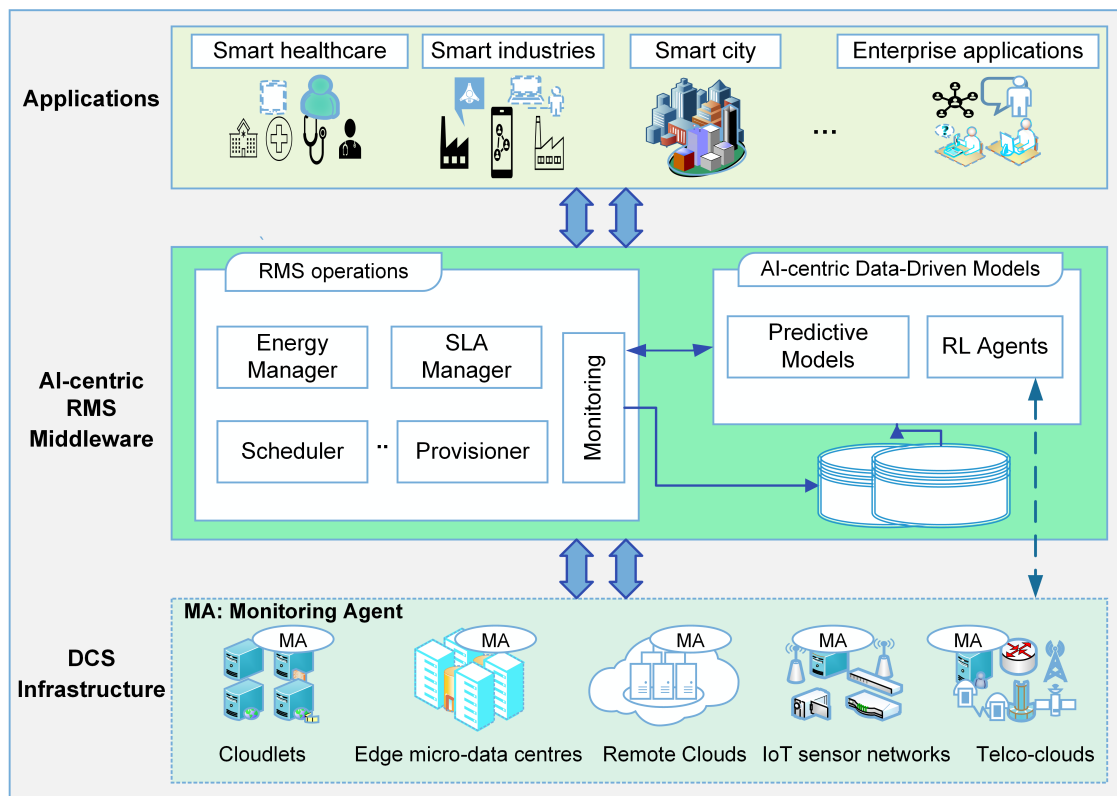 Smart healthcare
Smart industries
Smart city
Enterprise applications
Applications
...
?
RMS operations
AI-centric Data-Driven Models
Energy
Manager
SLA
Manager
Monitoring
Predictive
Models
RL Agents
AI-centric
RMS
Middleware
Scheduler
..
Provisioner
MA: Monitoring Agent
MA
MA
MA
MA
MA
DCS
Infrastructure
Cloudlets
Edge micro-data centres
Remote Clouds
IoT sensor networks
Telco-clouds